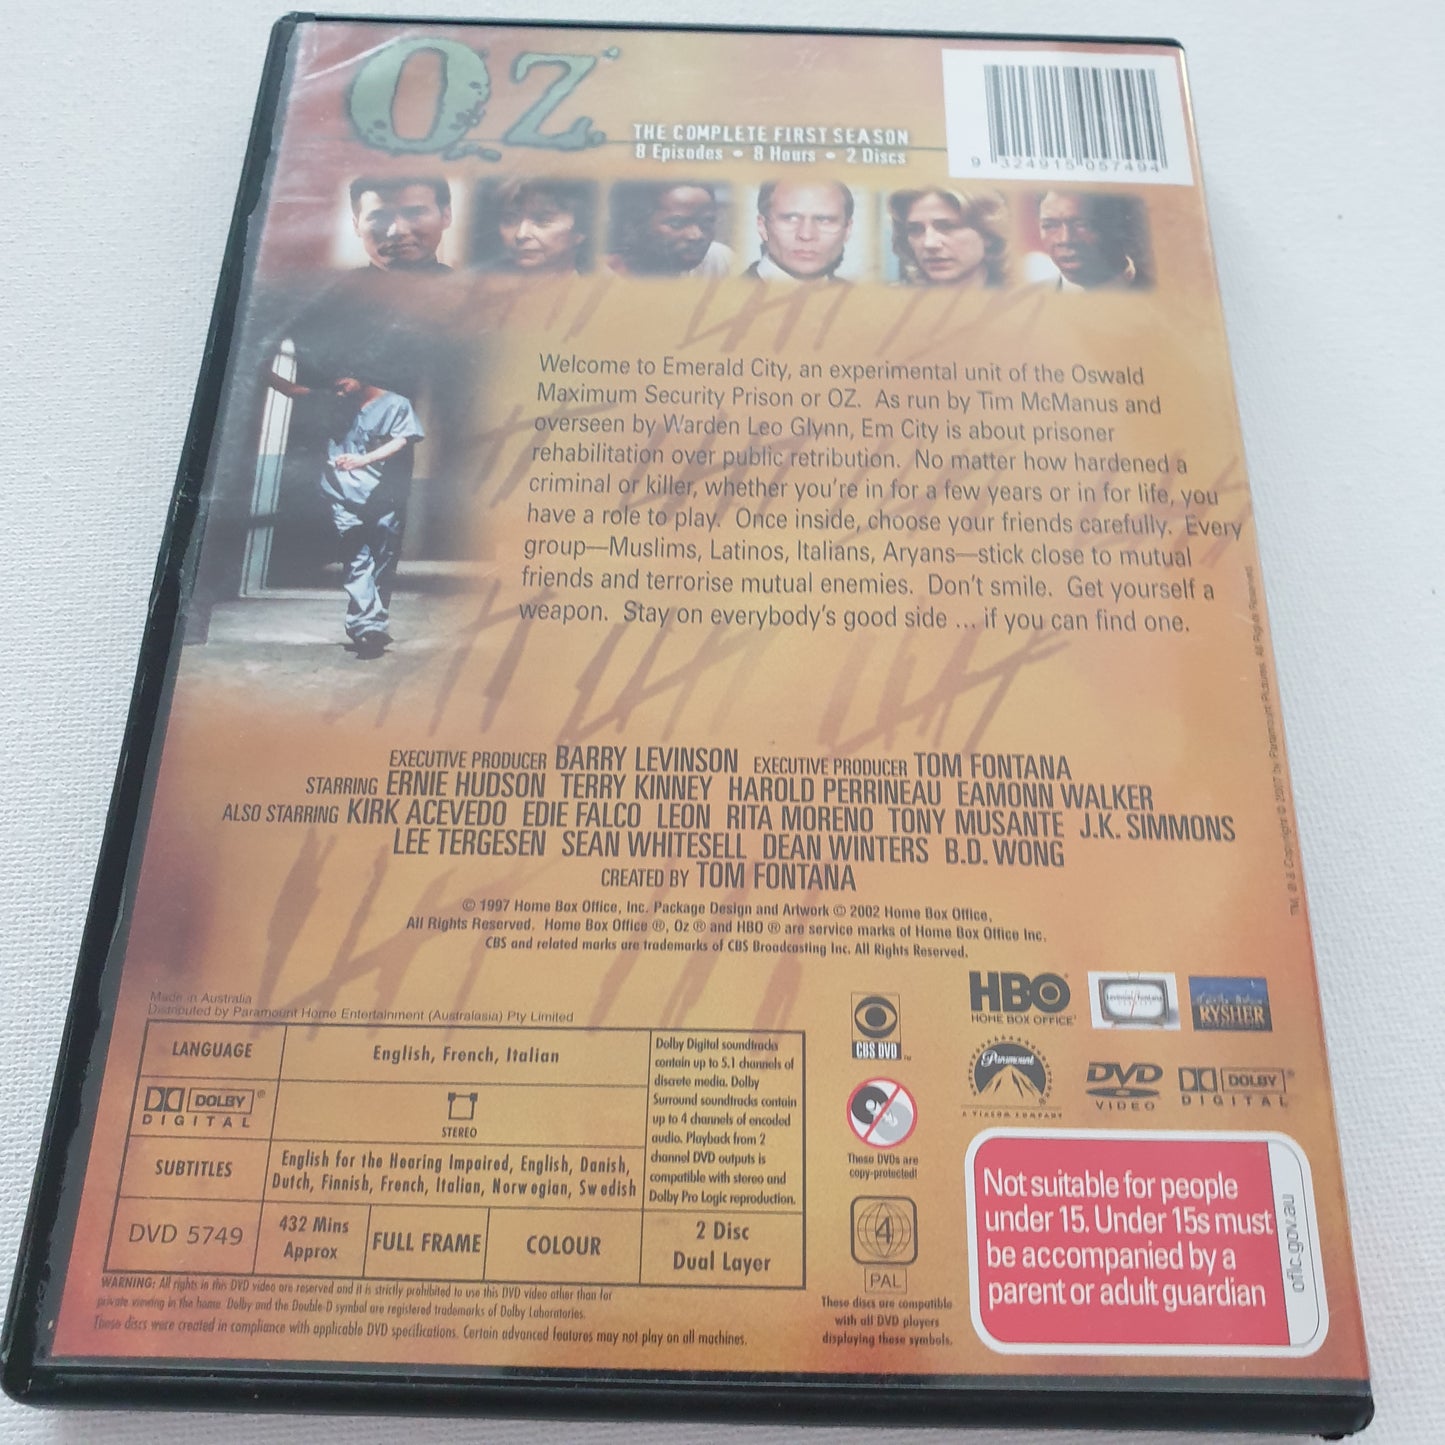 OZ
THE COMPLETE FIRST SEASON
8 Episodes • 8 Hours • 2 Discs
9 324915 057494
Welcome to Emerald City, an experimental unit of the Oswald
Maximum Security Prison or OZ. As run by Tim McManus and
overseen by Warden Leo Glynn, Em City is about prisoner
rehabilitation over public retribution. No matter how hardened a
criminal or killer, whether you're in for a few years or in for life, you
have a role to play. Once inside, choose your friends carefully. Every
group—Muslims, Latinos, Italians, Aryans—stick close to mutual
friends and terrorise mutual enemies. Don't smile. Get yourself a
weapon. Stay on everybody's good side ... if you can find one.
TM, ® & Copyright © 2007 by Paramount Pictures. All Rights Reserved.
EXECUTIVE PRODUCER BARRY LEVINSON EXECUTIVE PRODUCER TOM FONTANA
STARRING ERNIE HUDSON TERRY KINNEY HAROLD PERRINEAU EAMONN WALKER
ALSO STARRING KIRK ACEVEDO EDIE FALCO LEON RITA MORENO TONY MUSANTE J.K. SIMMONS
LEE TERGESEN SEAN WHITESELL DEAN WINTERS B.D. WONG
CREATED BY TOM FONTANA
© 1997 Home Box Office, Inc. Package Design and Artwork © 2002 Home Box Office,
All Rights Reserved. Home Box Office ®, Oz ® and HBO ® are service marks of Home Box Office Inc.
CBS and related marks are trademarks of CBS Broadcasting Inc. All Rights Reserved.
Made in Australia
Distributed by Paramount Home Entertainment (Australasia) Pty Limited
LANGUAGE
English, French, Italian
DOLBY ®
DIGITAL
STEREO
SUBTITLES
English for the Hearing Impaired, English, Danish,
Dutch, Finnish, French, Italian, Norwegian, Swedish
Dolby Digital soundtracks
contain up to 5.1 channels of
discrete media. Dolby
Surround soundtracks contain
up to 4 channels of encoded
audio. Playback from 2
channel DVD outputs is
compatible with stereo and
Dolby Pro Logic reproduction.
DVD 5749
432 Mins
Approx
FULL FRAME
COLOUR
2 Disc
Dual Layer
WARNING: All rights in this DVD video are reserved and it is strictly prohibited to use this DVD video other than for
private viewing in the home. Dolby and the Double-D symbol are registered trademarks of Dolby Laboratories.
These discs were created in compliance with applicable DVD specifications. Certain advanced features may not play on all machines.
CBS DVD ™
These DVDs are
copy-protected!
4
PAL
These discs are compatible
with all DVD players
displaying these symbols.
HBO ®
HOME BOX OFFICE
Levinson/Fontana
RYSHER
Paramount
A VIACOM COMPANY
DVD
VIDEO
DOLBY ®
DIGITAL
Not suitable for people
under 15. Under 15s must
be accompanied by a
parent or adult guardian
oflc.gov.au